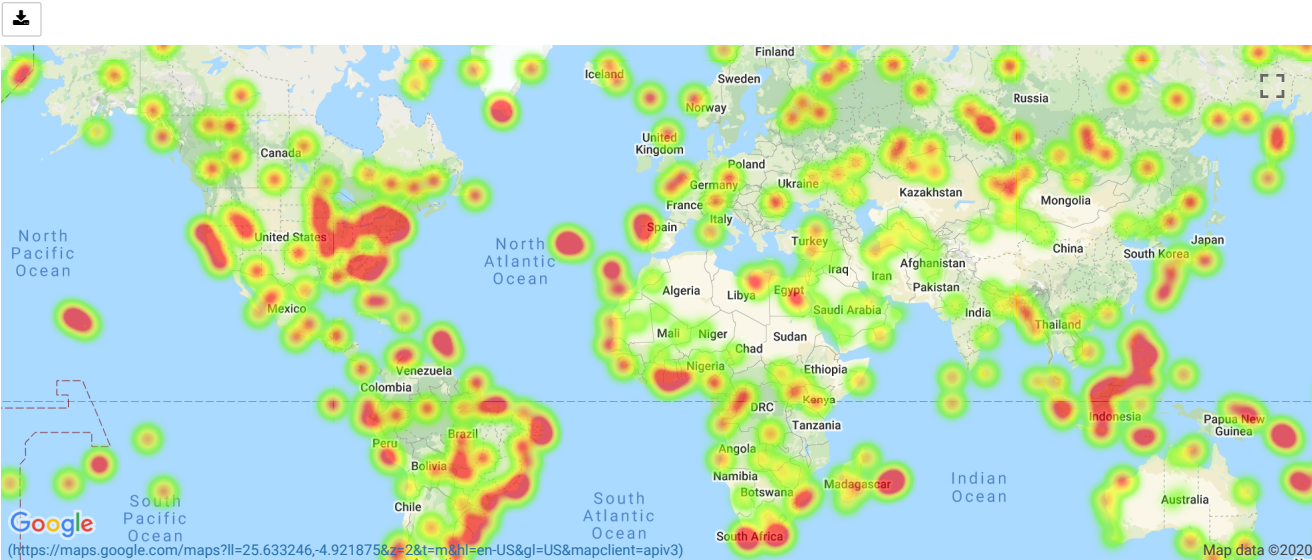 Finland
Iceland
Sweden
Russia
Norway
United
Kingdom
Canada
Poland
Germany
Ukraine
Kazakhstan
Mongolia
France
Italy
Spain
United States
North
Pacific
Ocean
North
Atlantic
Ocean
Turkey
Japan
China
South Korea
Iraq
Iran
Afghanistan
Pakistan
Algeria
Libya
Egypt
Mexico
Saudi Arabia
India
Thailand
Mali
Niger
Sudan
Chad
Nigeria
Ethiopia
Venezuela
Colombia
Kenya
DRC
Indonesia
Papua New
Guinea
Tanzania
Brazil
Peru
Angola
Bolivia
Namibia
Botswana
Madagascar
Indian
Ocean
Australia
South
Pacific
Ocean
Chile
South
Atlantic
Ocean
South Africa
Google
(https://maps.google.com/maps?ll=25.633246,-4.921875&z=2&t=m&hl=en-US&gl=US&mapclient=apiv3)
Map data ©2020